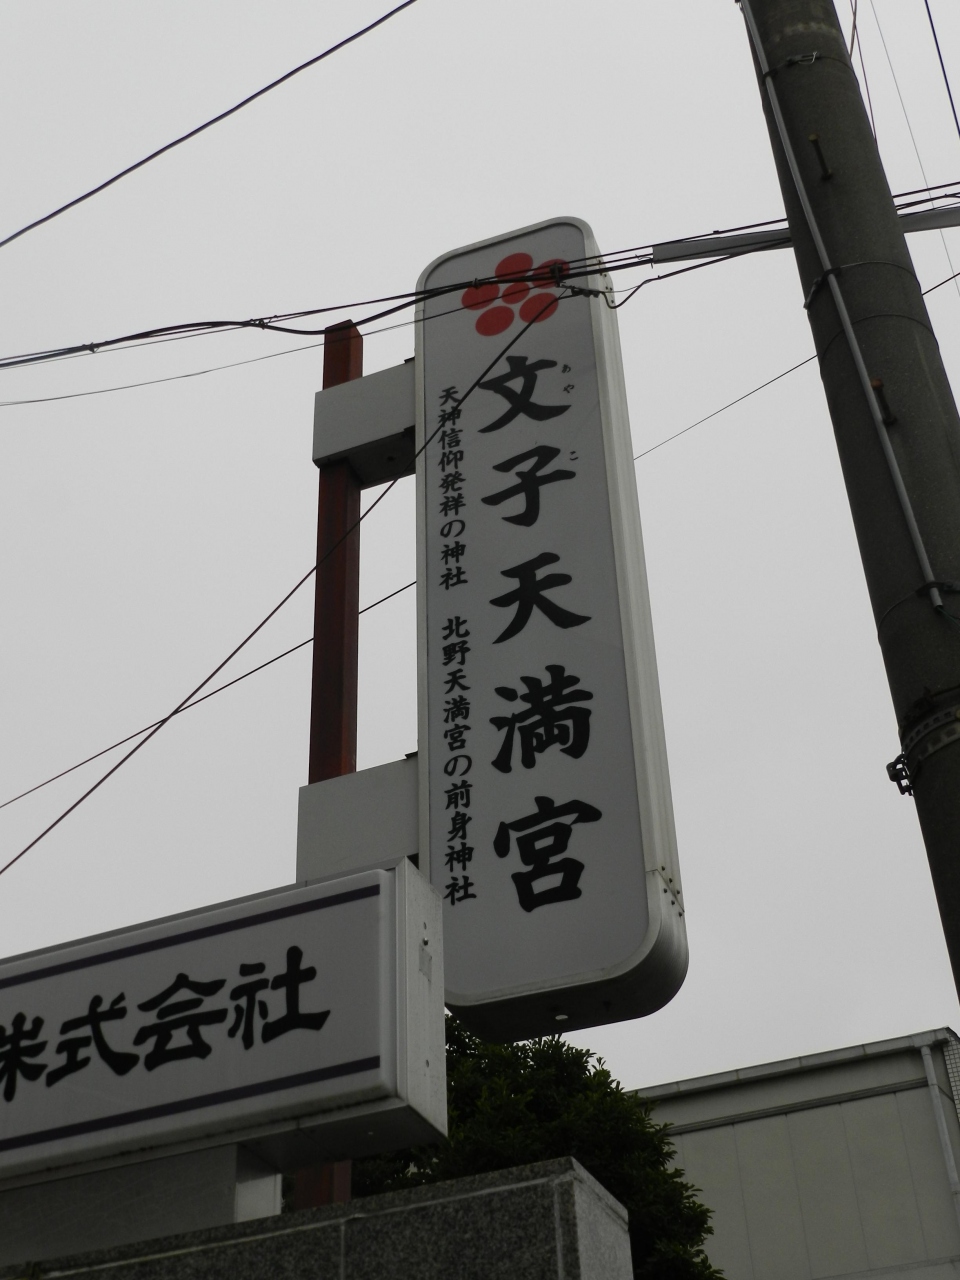 文子天満宮
あやこ
天神信仰発祥の神社 北野天満宮の前身神社
株式会社